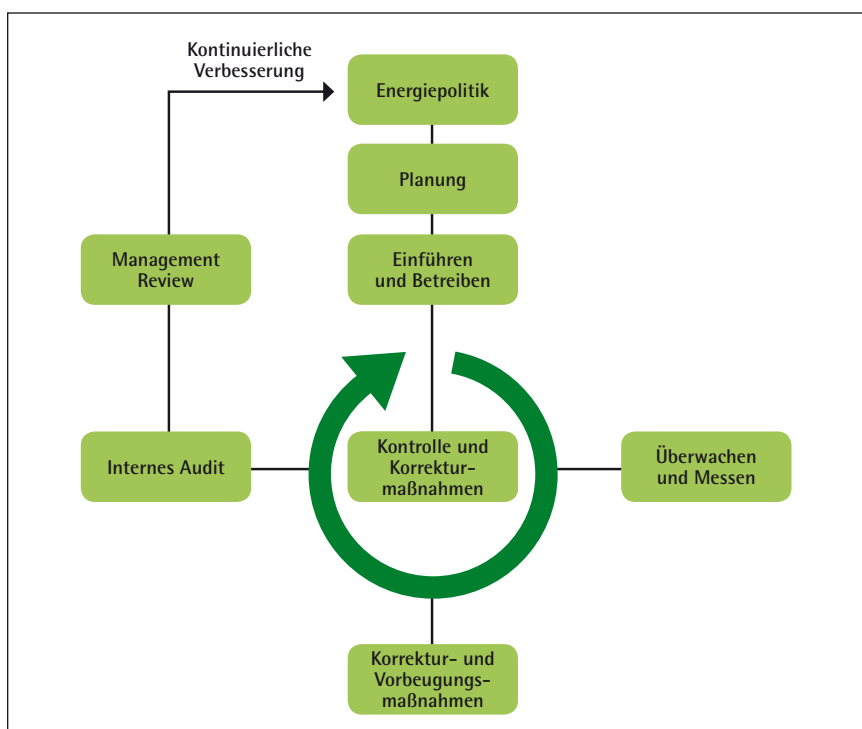 Kontinuierliche
Verbesserung
Energiepolitik
Planung
Management
Review
Einführen
und Betreiben
Internes Audit
Kontrolle und
Korrektur-
maßnahmen
Überwachen
und Messen
Korrektur- und
Vorbeugungs-
maßnahmen